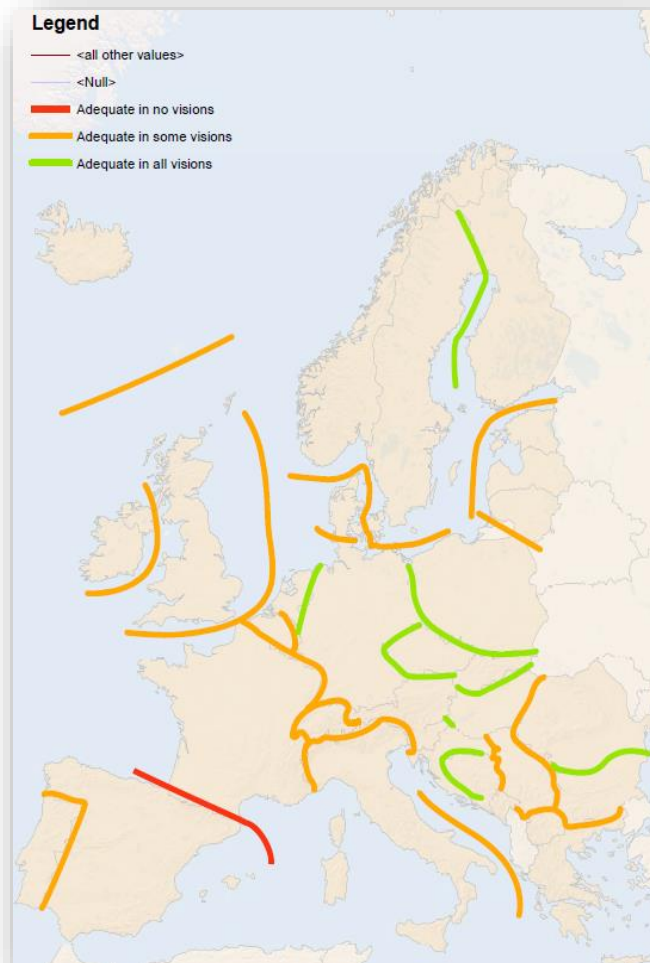 Legend
<all other values>
<Null>
Adequate in no visions
Adequate in some visions
Adequate in all visions